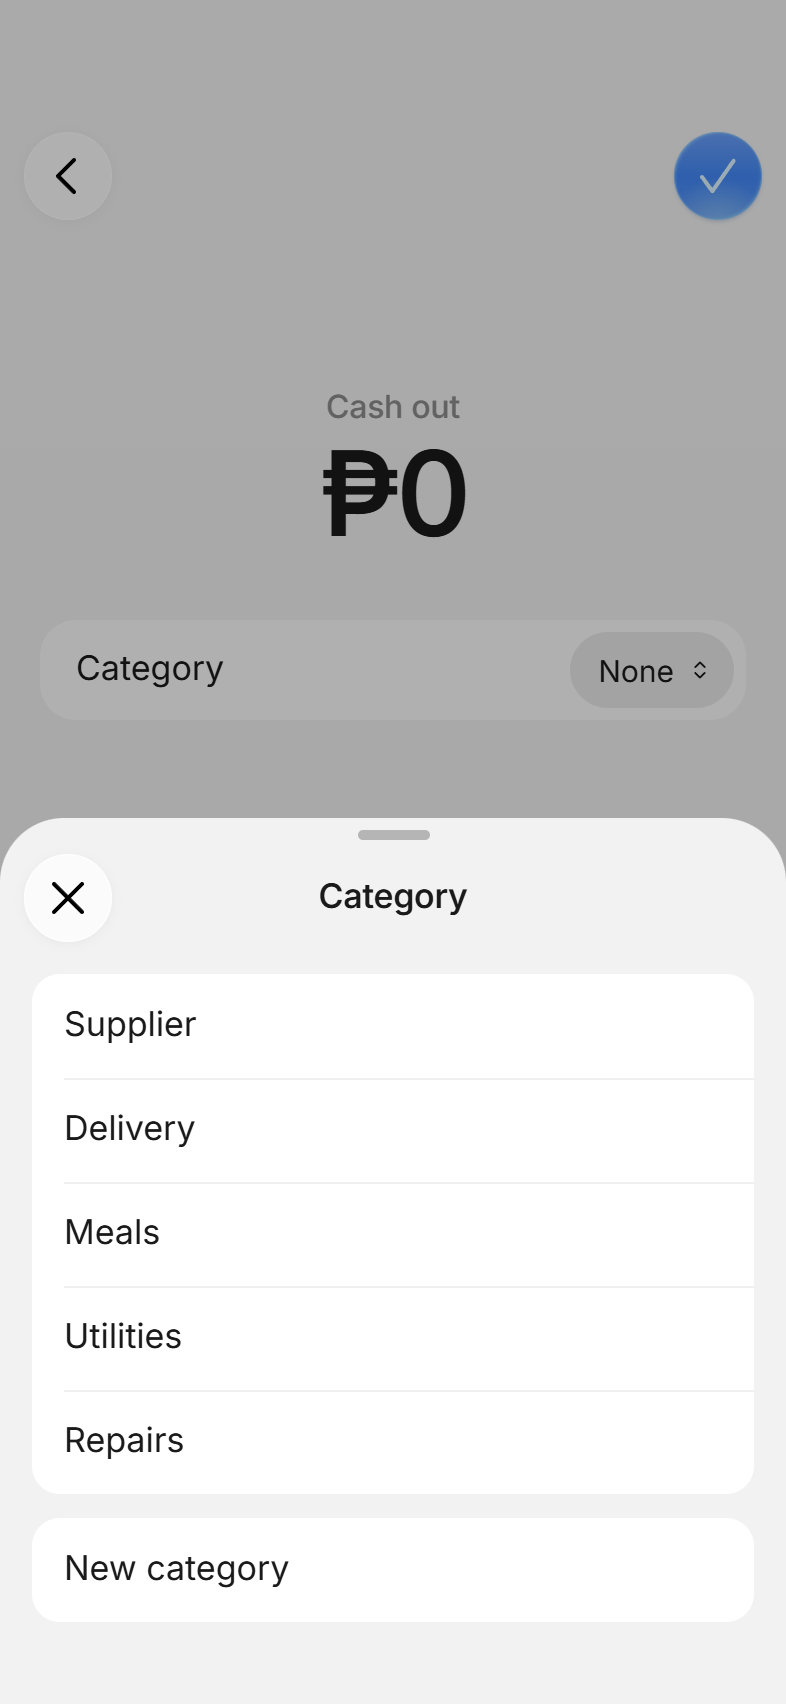 Cash out
₱0
Category
None
Category
Supplier
Delivery
Meals
Utilities
Repairs
New category